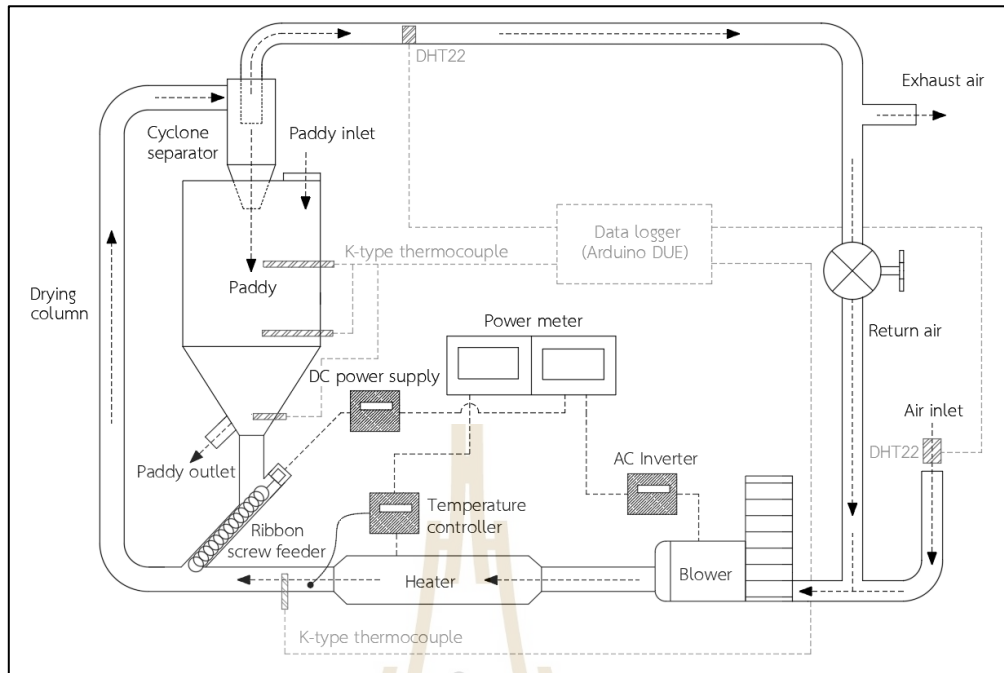 DHT22
Exhaust air
Cyclone
separator
Paddy inlet
Data logger
(Arduino DUE)
K-type thermocouple
Paddy
Drying
column
Power meter
Return air
DC power supply
Air inlet
DHT22
AC Inverter
Paddy outlet
Temperature
controller
Ribbon
screw feeder
Heater
Blower
K-type thermocouple